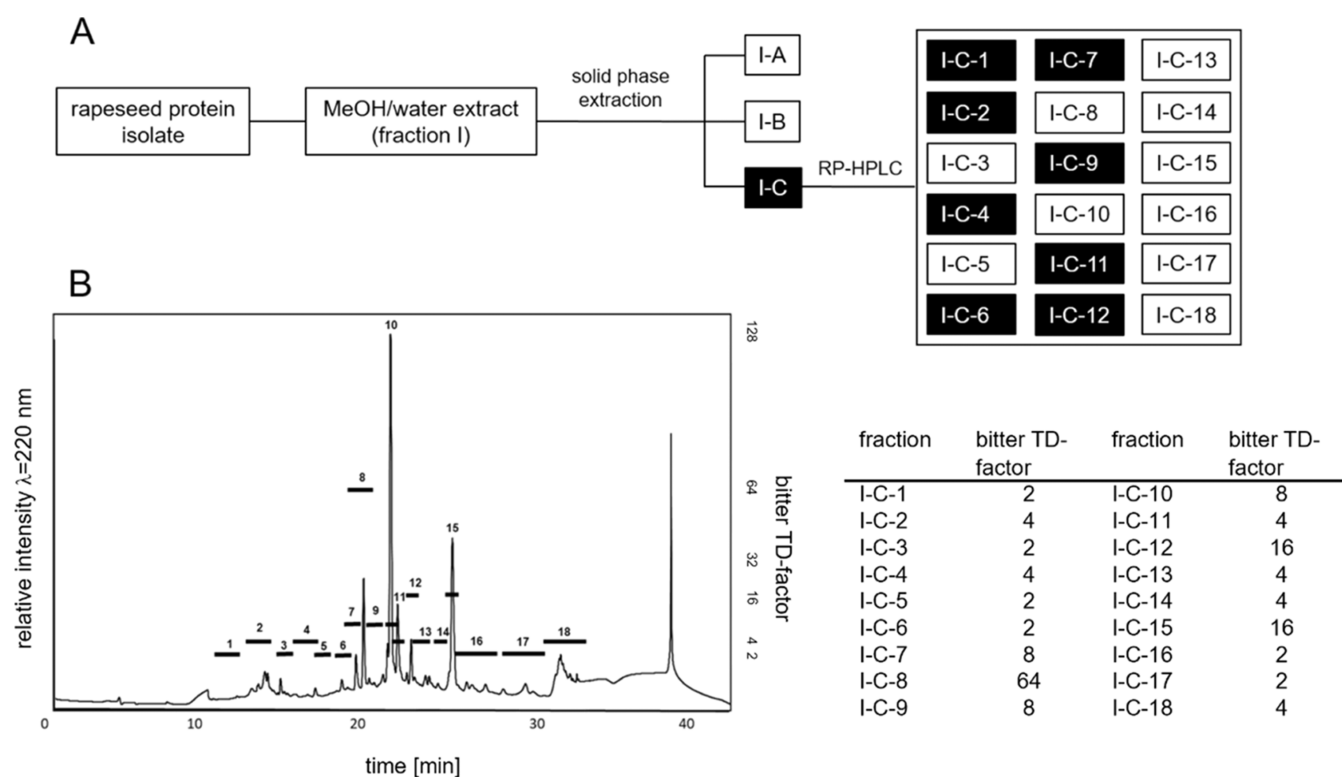 A
rapeseed protein
isolate
MeOH/water extract
(fraction I)
solid phase
extraction
I-A
I-B
I-C
RP-HPLC
I-C-1 I-C-7 I-C-13
I-C-2 I-C-8 I-C-14
I-C-3 I-C-9 I-C-15
I-C-4 I-C-10 I-C-16
I-C-5 I-C-11 I-C-17
I-C-6 I-C-12 I-C-18
B
relative intensity λ=220 nm
1
2
3
4
5
6
7
8
9
10
11
12
13
14
15
16
17
18
128
64
32
16
4 2
bitter TD-factor
0 10 20 30 40
time [min]
fraction bitter TD- fraction bitter TD-
factor factor
I-C-1 2 I-C-10 8
I-C-2 4 I-C-11 4
I-C-3 2 I-C-12 16
I-C-4 4 I-C-13 4
I-C-5 2 I-C-14 4
I-C-6 2 I-C-15 16
I-C-7 8 I-C-16 2
I-C-8 64 I-C-17 2
I-C-9 8 I-C-18 4